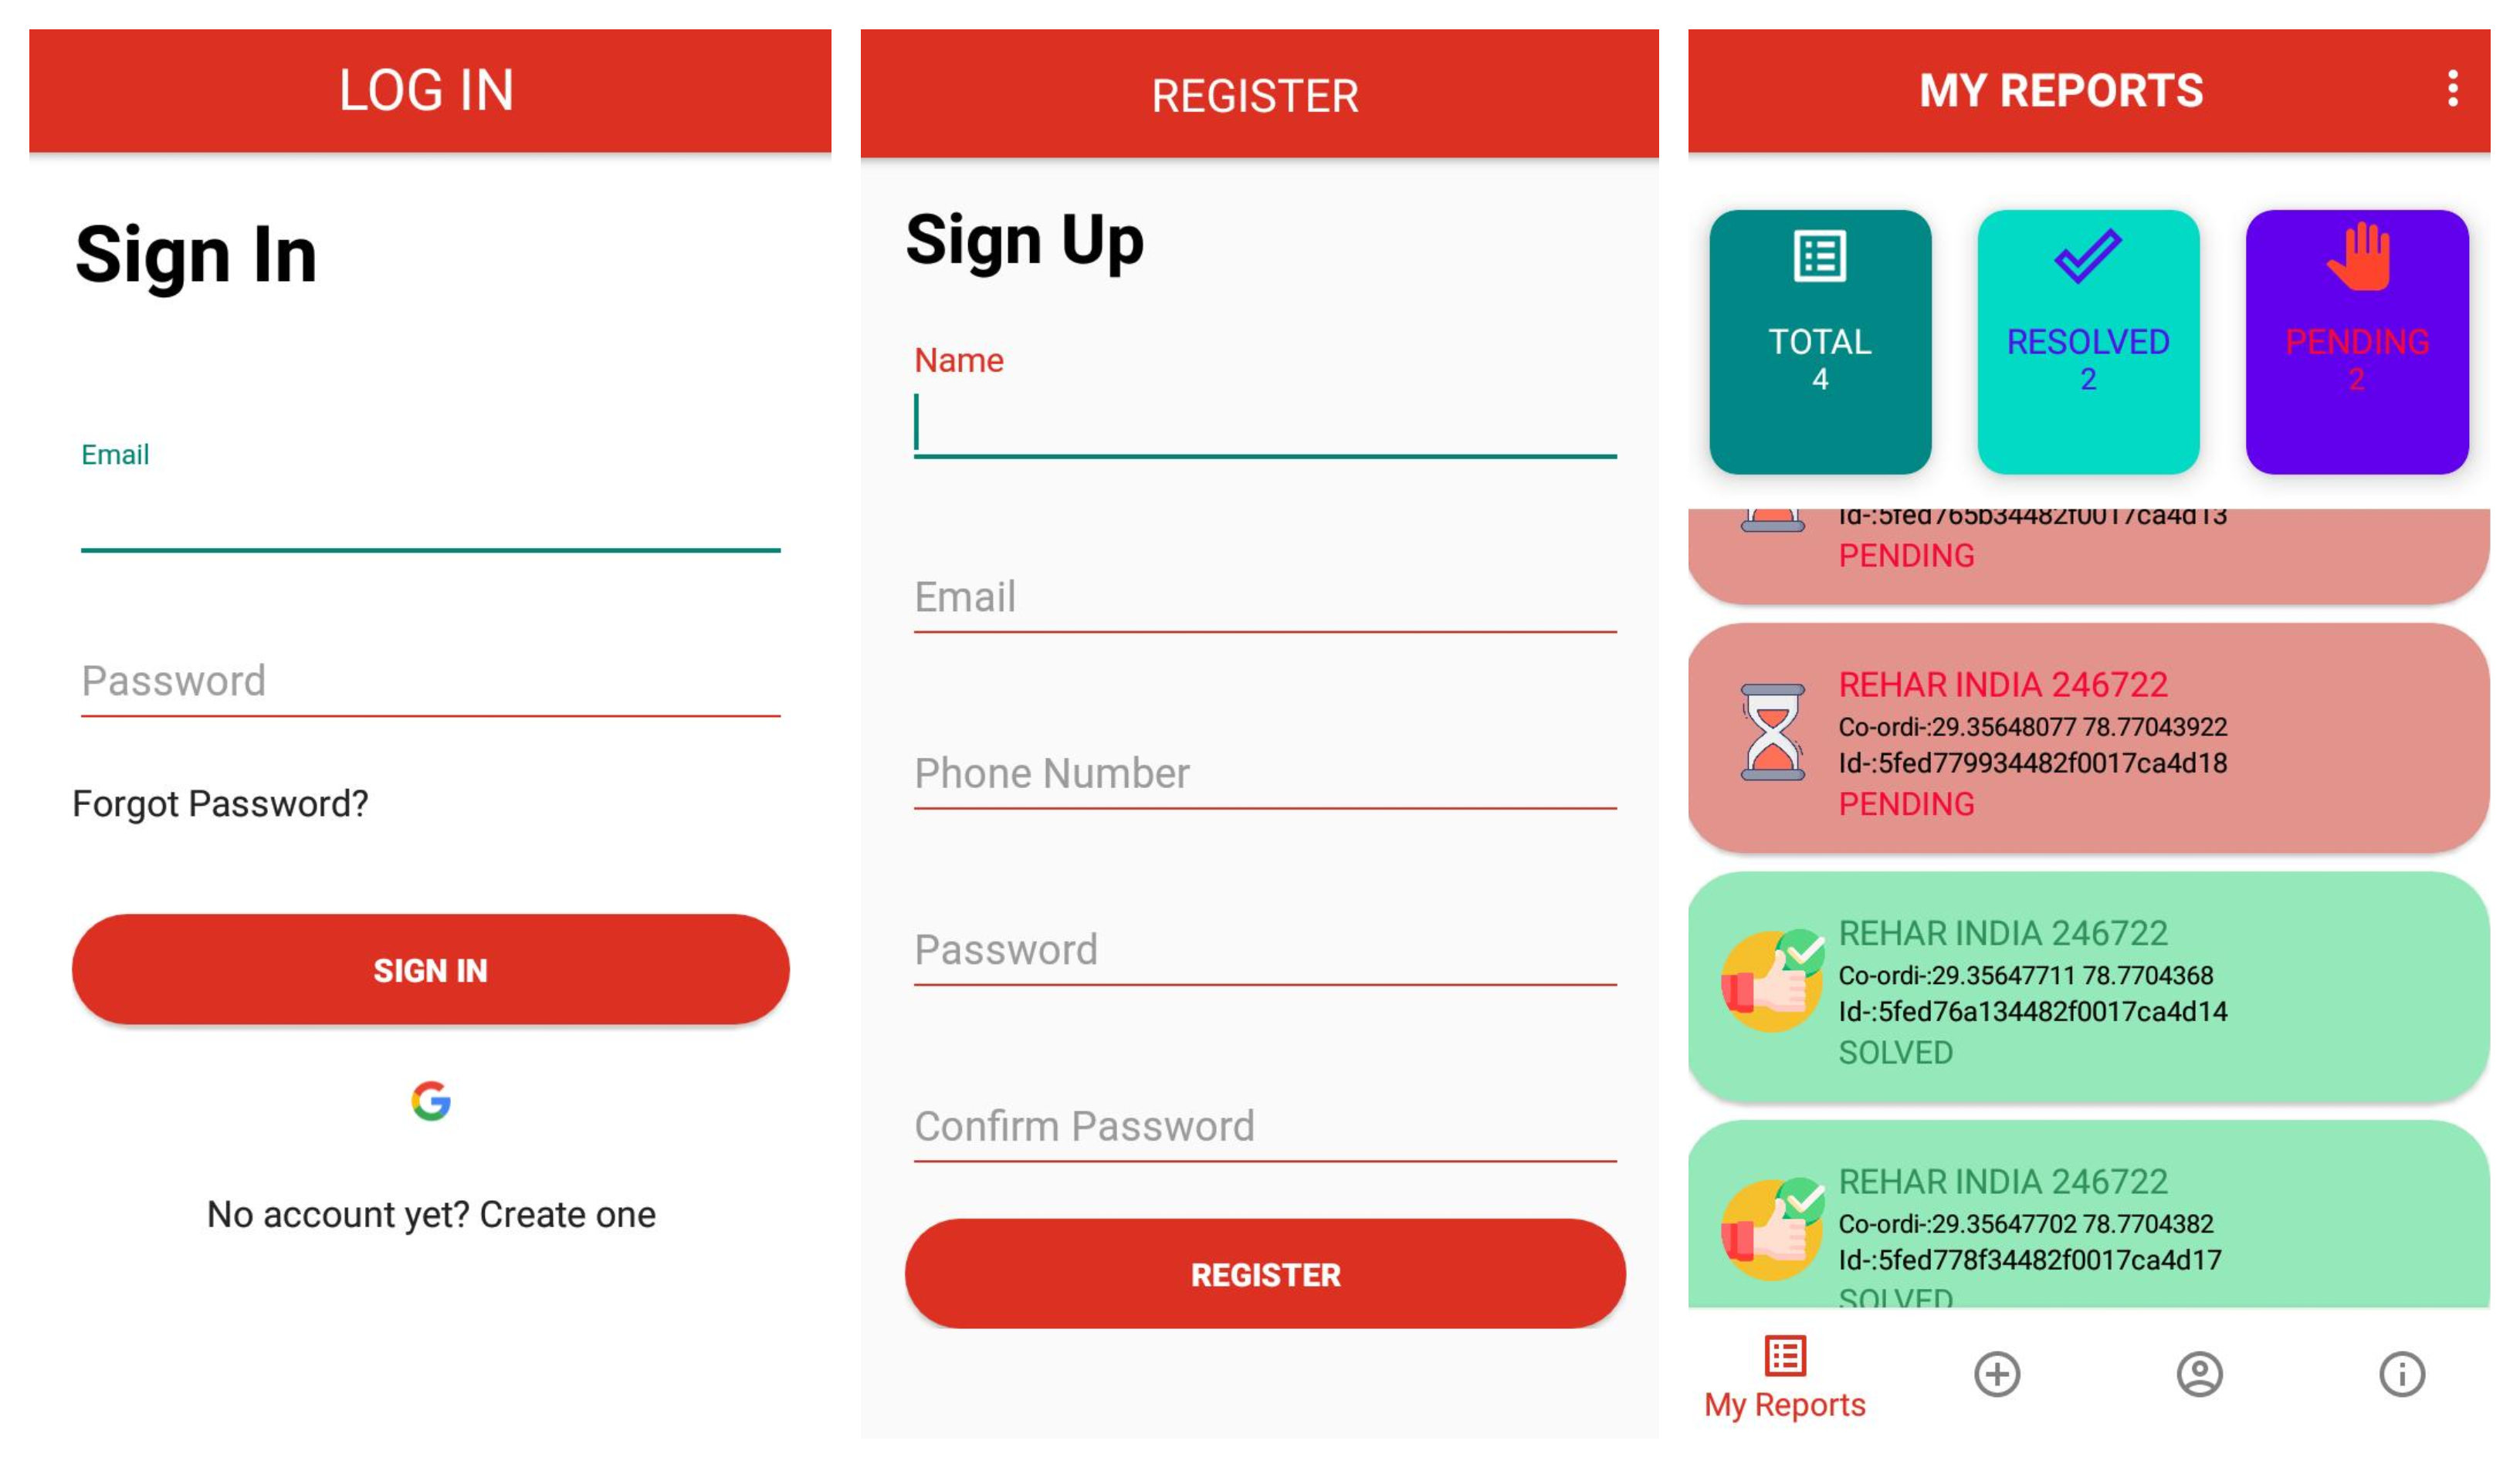 LOG IN
Sign In
Email
Password
Forgot Password?
SIGN IN
No account yet? Create one
REGISTER
Sign Up
Name
Email
Phone Number
Password
Confirm Password
REGISTER
MY REPORTS
TOTAL
4
RESOLVED
2
PENDING
2
Id-:5fed765b34482f0017ca4d13
PENDING
REHAR INDIA 246722
Co-ordi-:29.35648077 78.77043922
Id-:5fed779934482f0017ca4d18
PENDING
REHAR INDIA 246722
Co-ordi-:29.35647711 78.7704368
Id-:5fed76a134482f0017ca4d14
SOLVED
REHAR INDIA 246722
Co-ordi-:29.35647702 78.7704382
Id-:5fed778f34482f0017ca4d17
SOLVED
My Reports